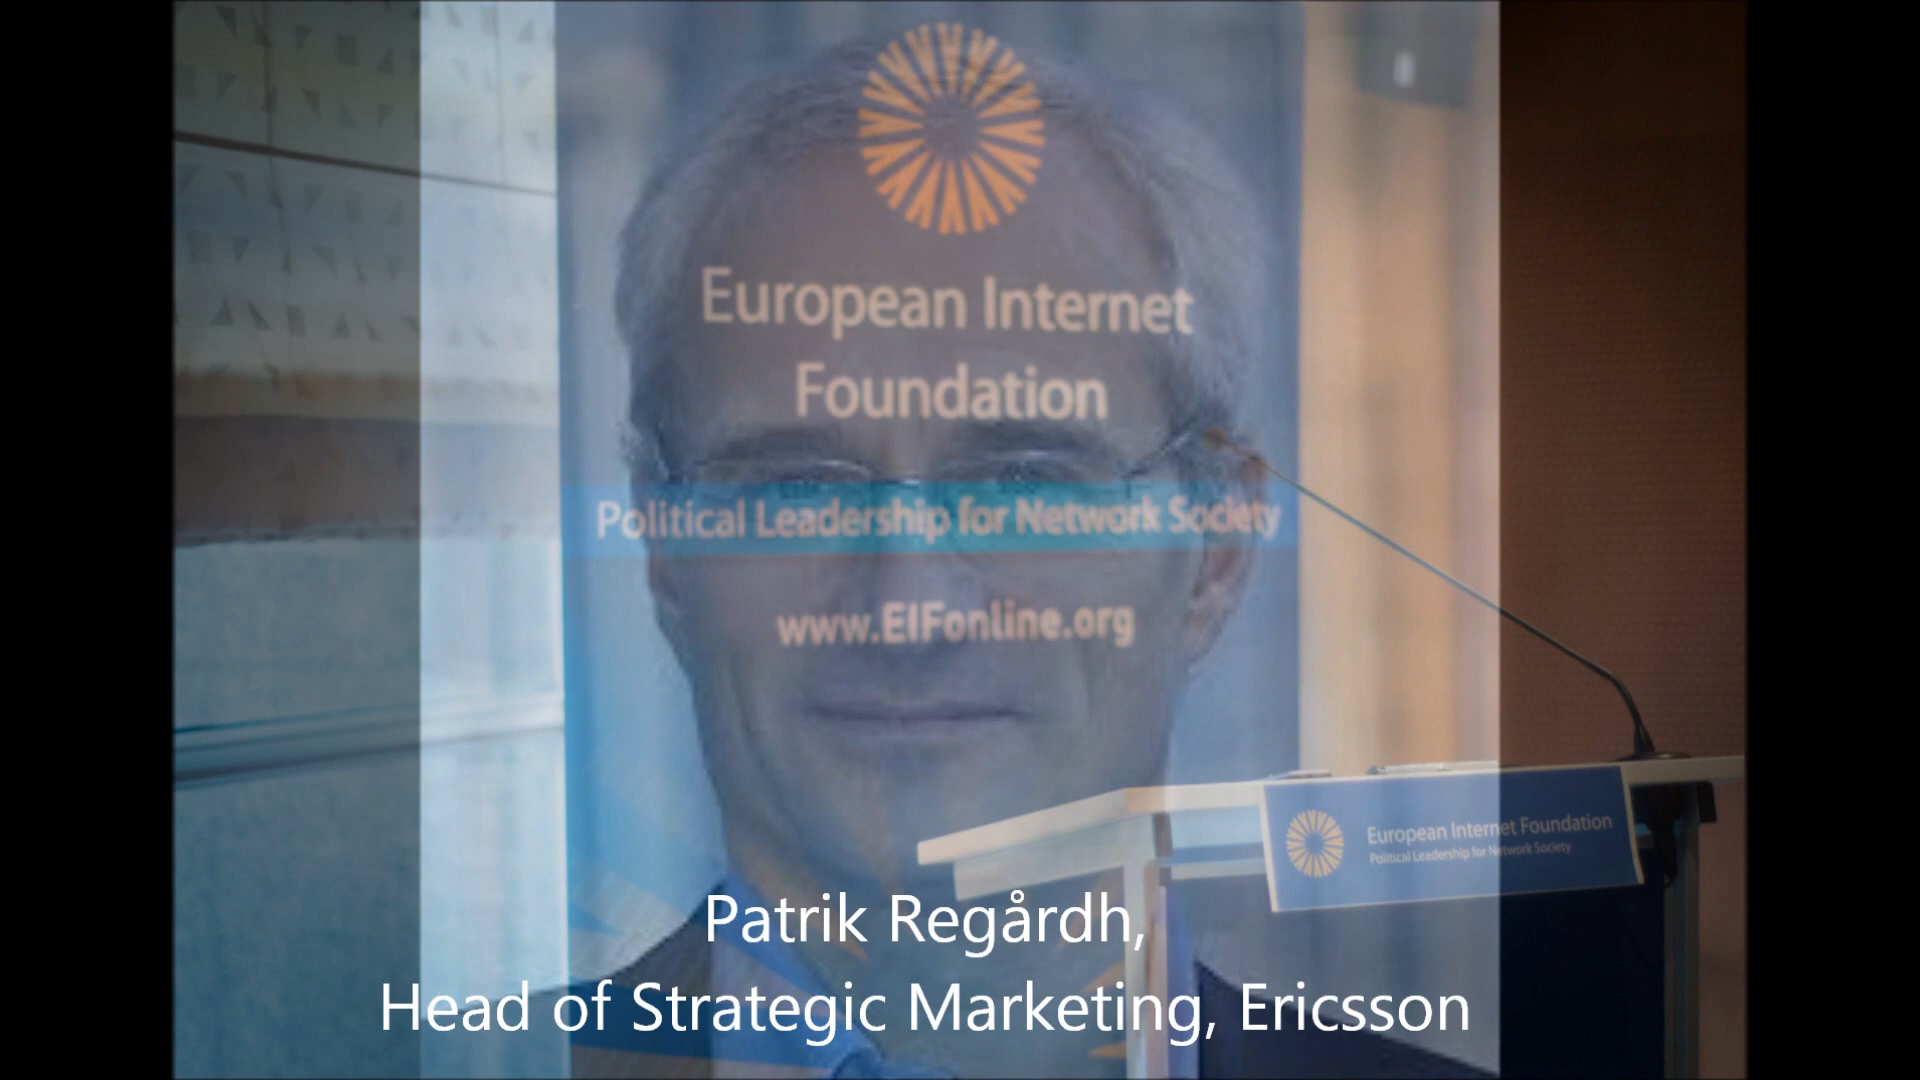 European Internet
Foundation
Political Leadership for Network Society
www.EIFonline.org
European Internet Foundation
Political Leadership for Network Society
Patrik Regårdh,
Head of Strategic Marketing, Ericsson